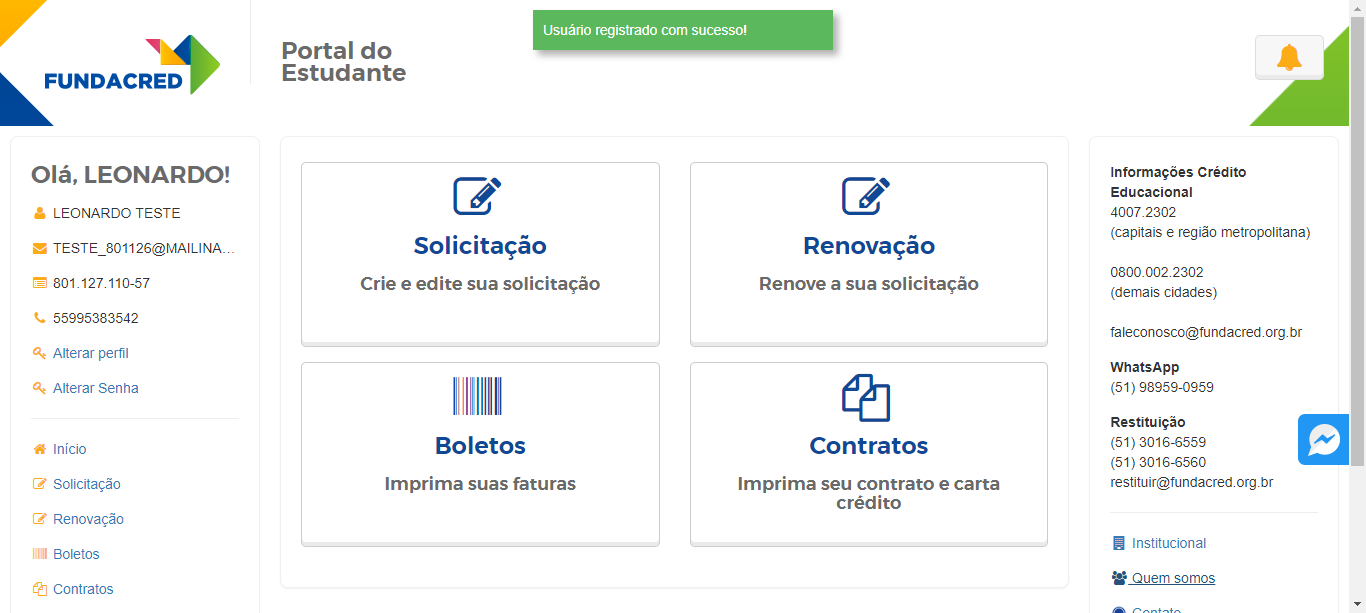 FUNDACRED
Portal do
Estudante
Usuário registrado com sucesso!
Olá, LEONARDO!
LEONARDO TESTE
TESTE_801126@MAILINA...
801.127.110-57
55995383542
Alterar perfil
Alterar Senha
Início
Solicitação
Renovação
Boletos
Contratos
Solicitação
Crie e edite sua solicitação
Renovação
Renove a sua solicitação
Boletos
Imprima suas faturas
Contratos
Imprima seu contrato e carta
crédito
Informações Crédito
Educacional
4007.2302
(capitais e região metropolitana)
0800.002.2302
(demais cidades)
faleconosco@fundacred.org.br
WhatsApp
(51) 98959-0959
Restituição
(51) 3016-6559
(51) 3016-6560
restituir@fundacred.org.br
Institucional
Quem somos
Contato